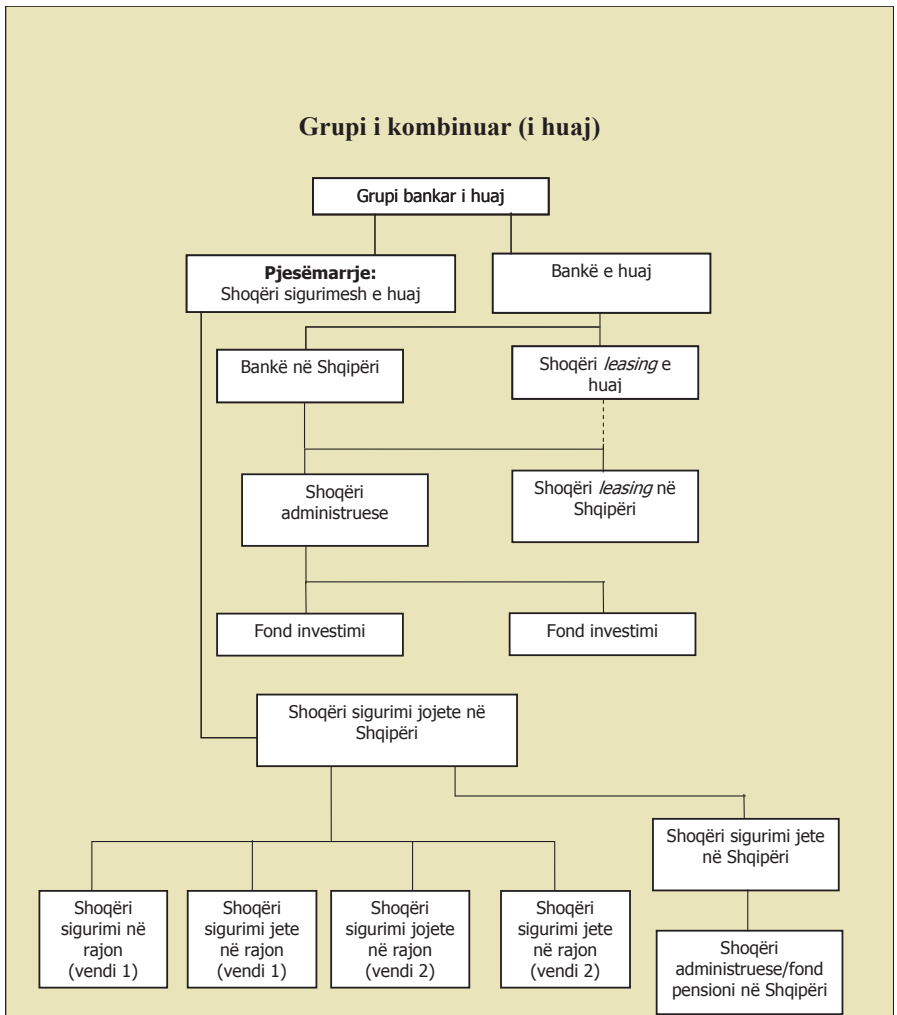 Grupi i kombinuar (i huaj)
Grupi bankar i huaj
Pjesëmarrje:
Shoqëri sigurimesh e huaj
Bankë e huaj
Bankë në Shqipëri
Shoqëri leasing e
huaj
Shoqëri
administruese
Shoqëri leasing në
Shqipëri
Fond investimi
Fond investimi
Shoqëri sigurimi jojete në
Shqipëri
Shoqëri sigurimi jete
në Shqipëri
Shoqëri
sigurimi në
rajon
(vendi 1)
Shoqëri
sigurimi jete
në rajon
(vendi 1)
Shoqëri
sigurimi jojete
në rajon
(vendi 2)
Shoqëri
sigurimi jete
në rajon
(vendi 2)
Shoqëri
administruese/fond
pensioni në Shqipëri